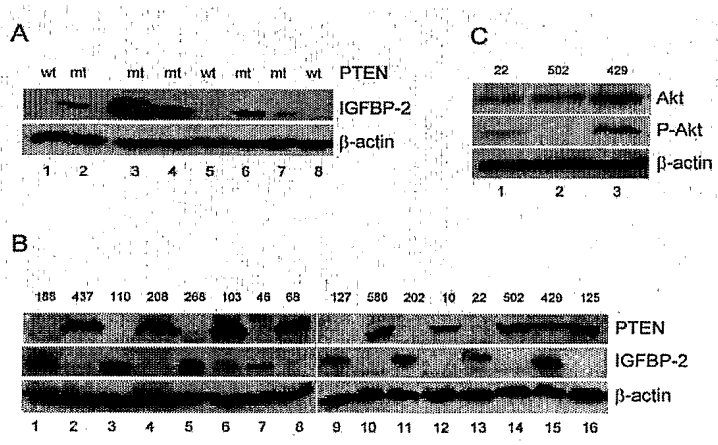 A
wt mt mt mt wt mt mt wt PTEN
IGFBP-2
β-actin
1 2 3 4 5 6 7 8
C
22 502 429
Akt
P-Akt
β-actin
1 2 3
B
188 437 110 208 268 103 46 68 127 580 202 10 22 502 429 125
PTEN
IGFBP-2
β-actin
1 2 3 4 5 6 7 8 9 10 11 12 13 14 15 16